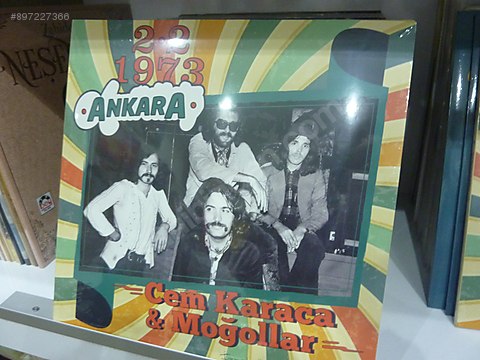 #897227366
2 2
1973
ANKARA
Cem Karaca
& Moğollar